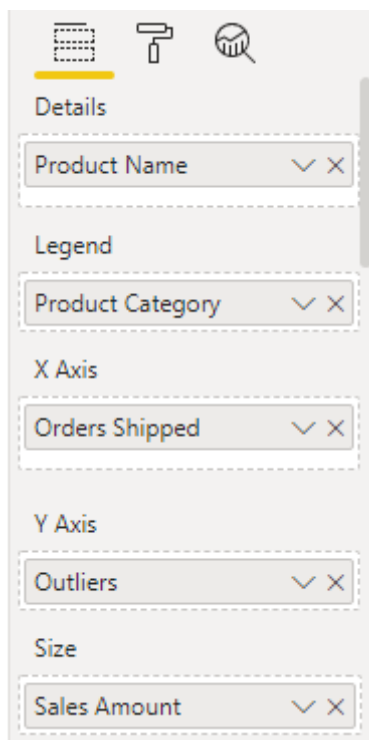 Details
Product Name
Legend
Product Category
X Axis
Orders Shipped
Y Axis
Outliers
Size
Sales Amount